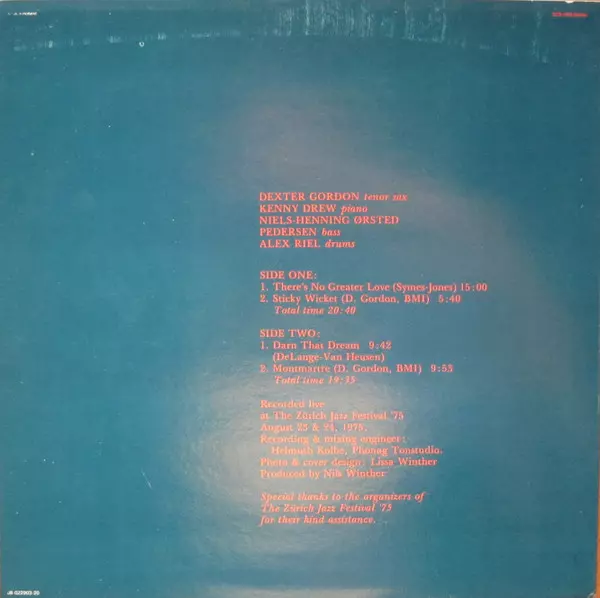 DEXTER GORDON tenor sax
KENNY DREW piano
NIELS-HENNING ØRSTED
PEDERSEN bass
ALEX RIEL drums
SIDE ONE:
1. There's No Greater Love (Symes-Jones) 15:00
2. Sticky Wicket (D. Gordon, BMI) 5:40
Total time 20:40
SIDE TWO:
1. Darn That Dream 9:42
(DeLange-Van Heusen)
2. Montmartre (D. Gordon, BMI) 9:53
Total time 19:35
Recorded live
at The Zürich Jazz Festival '75
August 23 & 24, 1975.
Recording & mixing engineer:
Helmuth Kolbe, Phonag Tonstudio.
Photo & cover design: Lissa Winther
Produced by Nils Winther
Special thanks to the organizers of
The Zürich Jazz Festival '75
for their kind assistance.